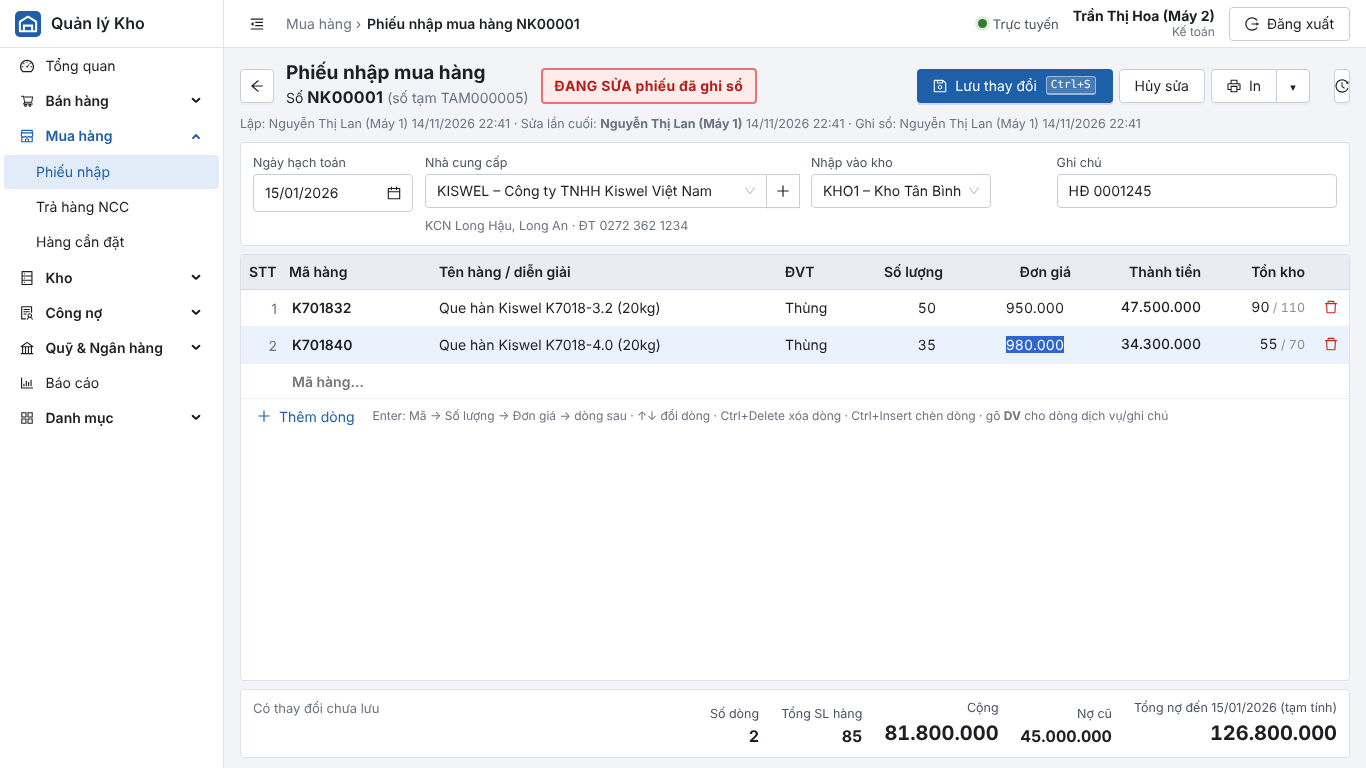 Quản lý Kho
Mua hàng › Phiếu nhập mua hàng NK00001
Trực tuyến
Trần Thị Hoa (Máy 2)
Kế toán
Đăng xuất
Tổng quan
Bán hàng
Mua hàng
Phiếu nhập
Trả hàng NCC
Hàng cần đặt
Kho
Công nợ
Quỹ & Ngân hàng
Báo cáo
Danh mục
Phiếu nhập mua hàng
Số NK00001 (số tạm TAM000005)
ĐANG SỬA phiếu đã ghi sổ
Lưu thay đổi Ctrl+S
Hủy sửa
In
Lập: Nguyễn Thị Lan (Máy 1) 14/11/2026 22:41 · Sửa lần cuối: Nguyễn Thị Lan (Máy 1) 14/11/2026 22:41 · Ghi sổ: Nguyễn Thị Lan (Máy 1) 14/11/2026 22:41
Ngày hạch toán Nhà cung cấp Nhập vào kho Ghi chú
15/01/2026 KISWEL – Công ty TNHH Kiswel Việt Nam KHO1 – Kho Tân Bình HĐ 0001245
KCN Long Hậu, Long An · ĐT 0272 362 1234
STT Mã hàng Tên hàng / diễn giải ĐVT Số lượng Đơn giá Thành tiền Tồn kho
1 K701832 Que hàn Kiswel K7018-3.2 (20kg) Thùng 50 950.000 47.500.000 90 / 110
2 K701840 Que hàn Kiswel K7018-4.0 (20kg) Thùng 35 980.000 34.300.000 55 / 70
Mã hàng...
+ Thêm dòng Enter: Mã → Số lượng → Đơn giá → dòng sau · ↑↓ đổi dòng · Ctrl+Delete xóa dòng · Ctrl+Insert chèn dòng · gõ DV cho dòng dịch vụ/ghi chú
Có thay đổi chưa lưu
Số dòng
2
Tổng SL hàng
85
Cộng
81.800.000
Nợ cũ
45.000.000
Tổng nợ đến 15/01/2026 (tạm tính)
126.800.000